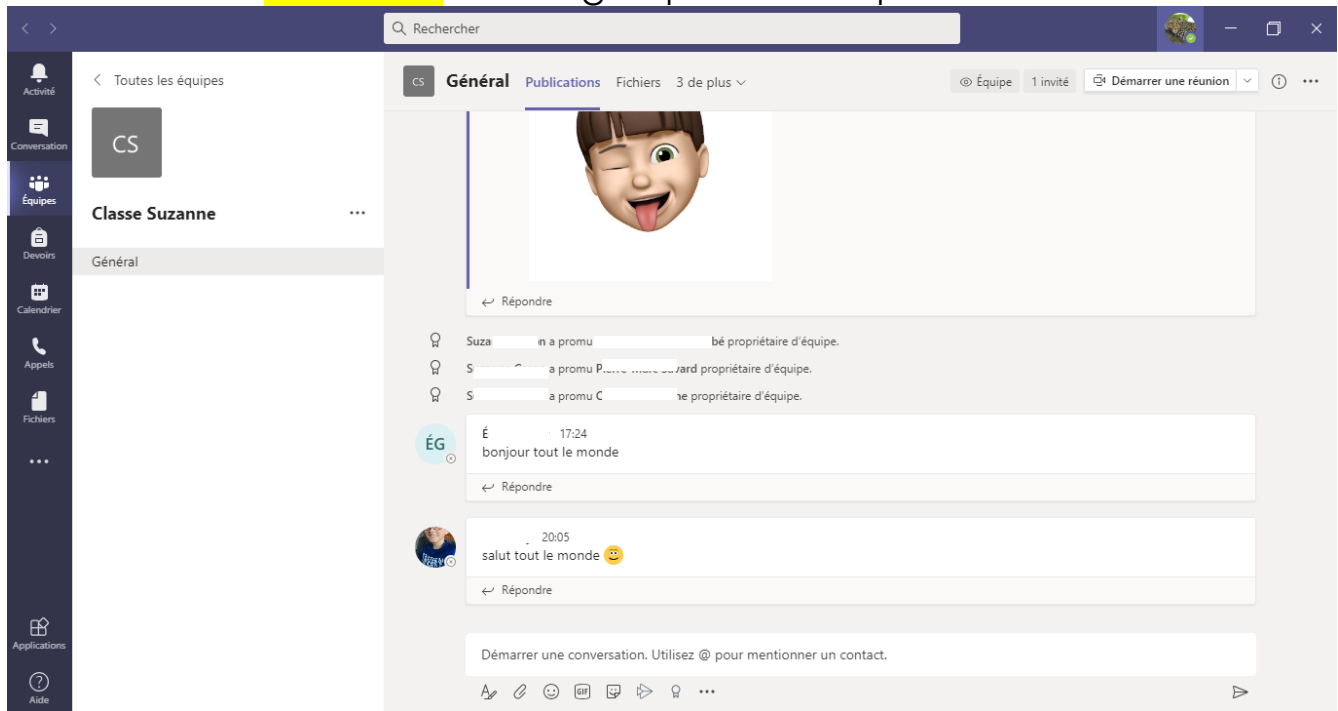 Rechercher
Activité
Conversation
Équipes
Devoirs
Calendrier
Appels
Fichiers
Applications
Aide
Toutes les équipes
CS
Classe Suzanne
Général
CS Général Publications Fichiers 3 de plus Équipe 1 invité Démarrer une réunion
Répondre
a promu propriétaire d'équipe.
a promu propriétaire d'équipe.
a promu propriétaire d'équipe.
ÉG
É 17:24
bonjour tout le monde
Répondre
20:05
salut tout le monde
Répondre
Démarrer une conversation. Utilisez @ pour mentionner un contact.
GIF